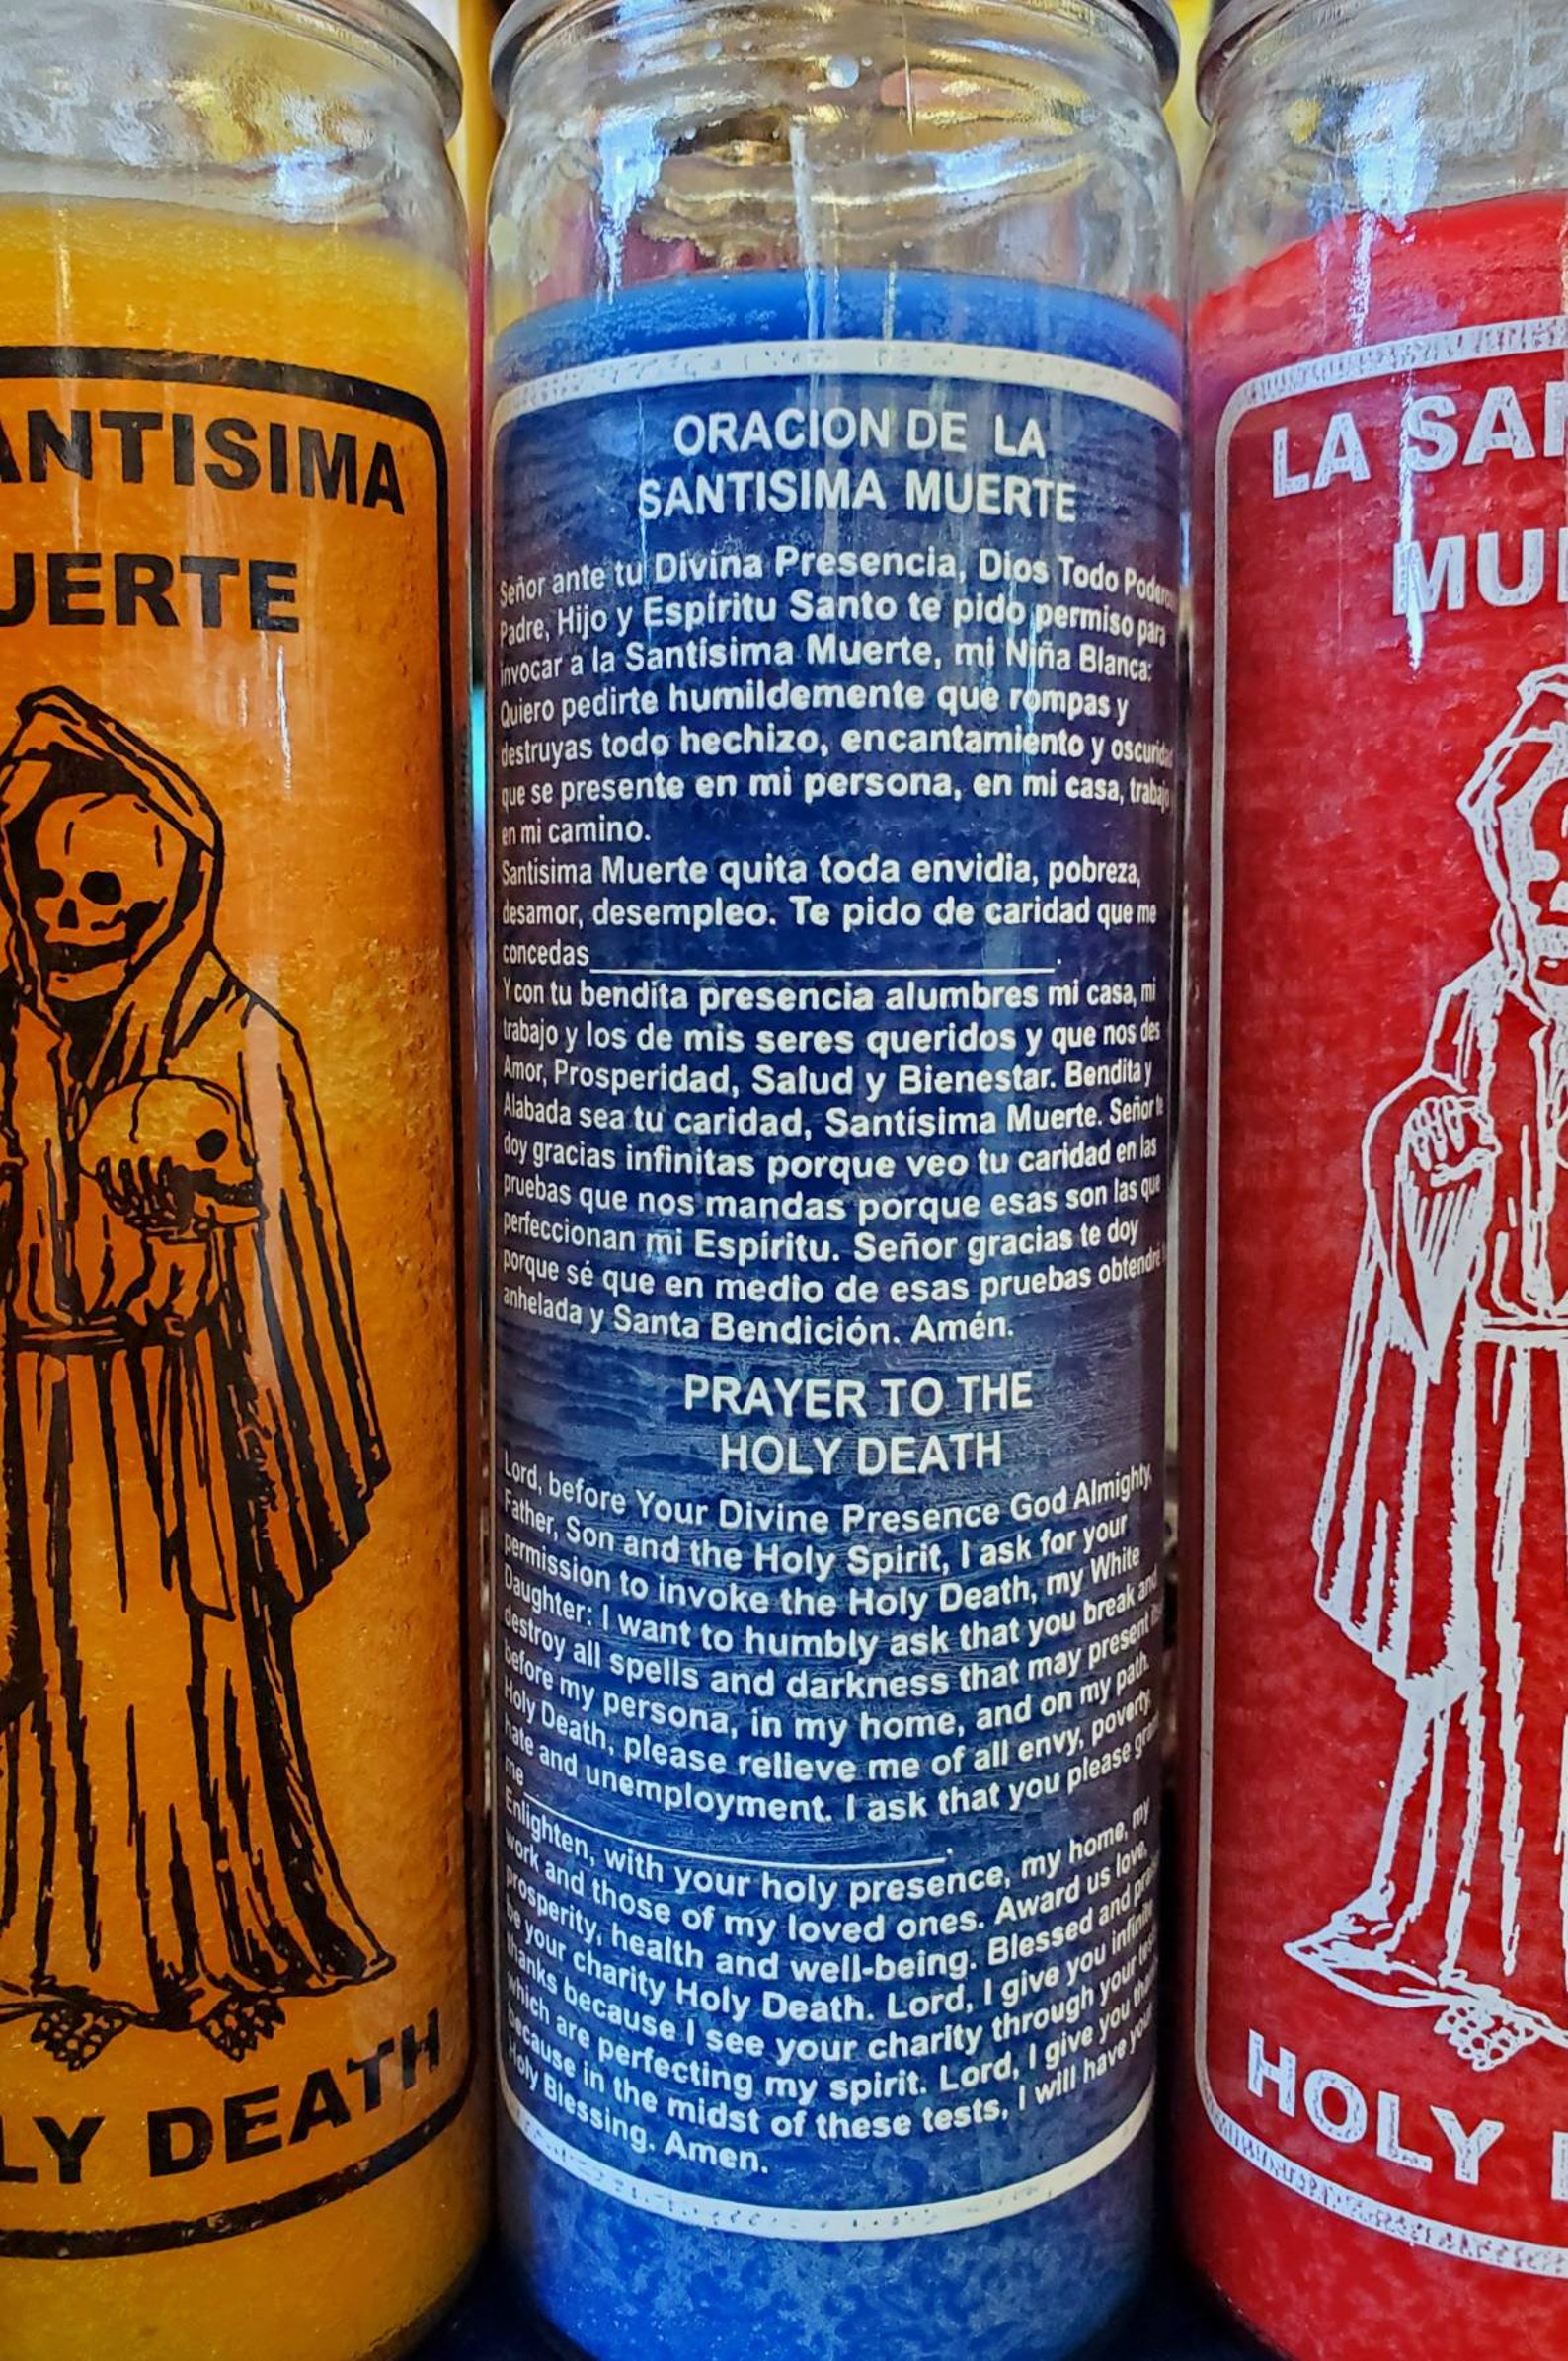 ANTISIMA
UERTE
LY DEATH
ORACION DE LA
SANTISIMA MUERTE
Señor ante tu Divina Presencia, Dios Todo
Padre, Hijo y Espíritu Santo te pido permiso para
invocar a la Santísima Muerte, mi Niña Blanca:
Quiero pedirte humildemente que rompas y
destruyas todo hechizo, encantamiento y
que se presente en mi persona, en mi casa, trabajo
en mi camino.
Santisima Muerte quita toda envidia, pobreza,
desamor, desempleo. Te pido de caridad que me
concedas____________________.
Y con tu bendita presencia alumbres mi casa, mi
trabajo y los de mis seres queridos y que nos des
Amor, Prosperidad, Salud y Bienestar. Bendita y
Alabada sea tu caridad, Santísima Muerte. Señor te
doy gracias infinitas porque veo tu caridad en las
pruebas que nos mandas porque esas son las que
perfeccionan mi Espíritu. Señor gracias te doy
porque sé que en medio de esas pruebas obtendré
anhelada y Santa Bendición. Amén.
PRAYER TO THE
HOLY DEATH
Lord, before Your Divine Presence God Almighty,
Father, Son and the Holy Spirit, I ask for your
permission to invoke the Holy Death, my White
Daughter: I want to humbly ask that you break and
destroy all spells and darkness that may present
before my persona, in my home, and on my path.
Holy Death, please relieve me of all envy, poverty,
hate and unemployment. I ask that you please
me____________________.
Enlighten, with your holy presence, my home, my
work and those of my loved ones. Award us love,
prosperity, health and well-being. Blessed and
be your charity Holy Death. Lord, I give you infinite
thanks because I see your charity through your
which are perfecting my spirit. Lord, I give you
because in the midst of these tests, I will have your
Holy Blessing. Amen.
LA SA
MU
HOLY